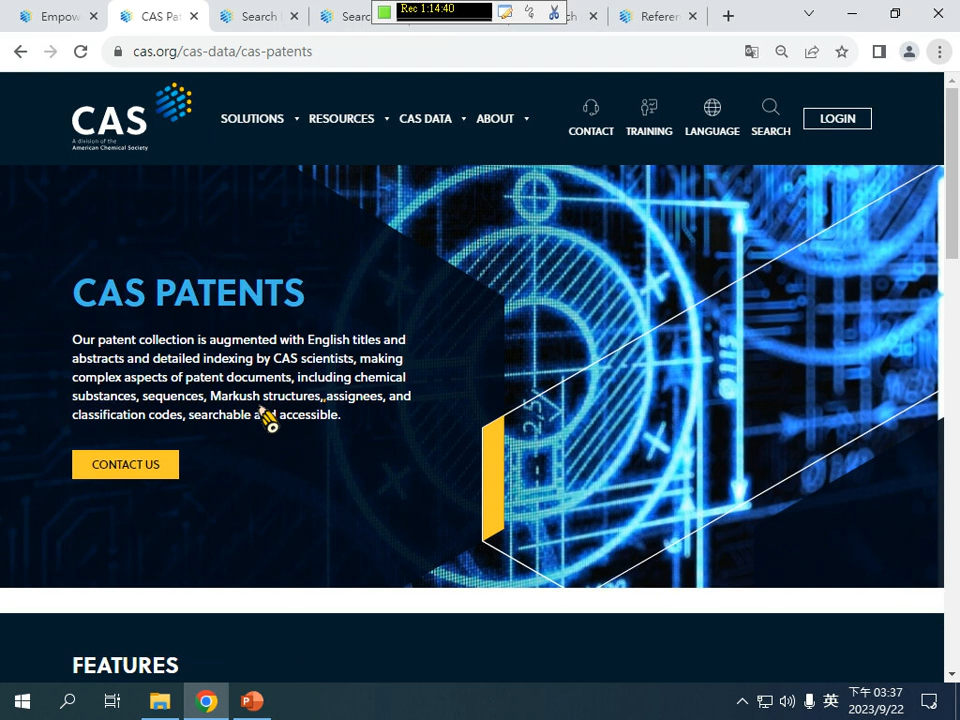 Empow
CAS Pat
Search
Searc
Rec 1:14:40
ch
Referen
cas.org/cas-data/cas-patents
CAS
A division of the
American Chemical Society
SOLUTIONS
RESOURCES
CAS DATA
ABOUT
CONTACT
TRAINING
LANGUAGE
SEARCH
LOGIN
CAS PATENTS
Our patent collection is augmented with English titles and
abstracts and detailed indexing by CAS scientists, making
complex aspects of patent documents, including chemical
substances, sequences, Markush structures, assignees, and
classification codes, searchable and accessible.
CONTACT US
FEATURES
英
下午 03:37
2023/9/22